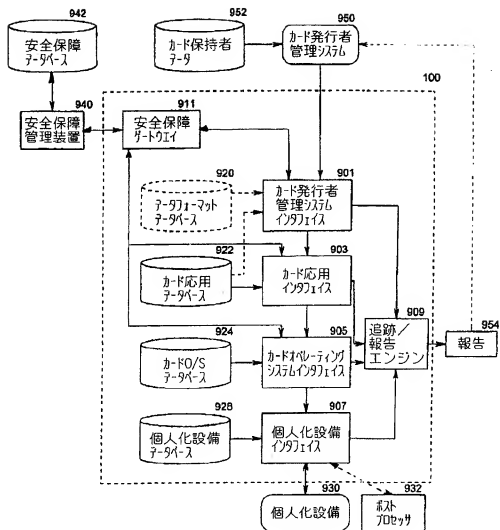 942
安全保障
データベース
952
カード保持者
データ
950
カード発行者
管理システム
100
940
安全保障
管理装置
911
安全保障
ゲートウエイ
920
データフォーマット
データベース
901
カード発行者
管理システム
インタフェイス
922
カード応用
データベース
903
カード応用
インタフェイス
909
追跡/
報告
エンジン
954
報告
924
カードO/S
データベース
905
カードオペレーティング
システムインタフェイス
928
個人化設備
データベース
907
個人化設備
インタフェイス
930
個人化設備
932
ポスト
プロセッサ